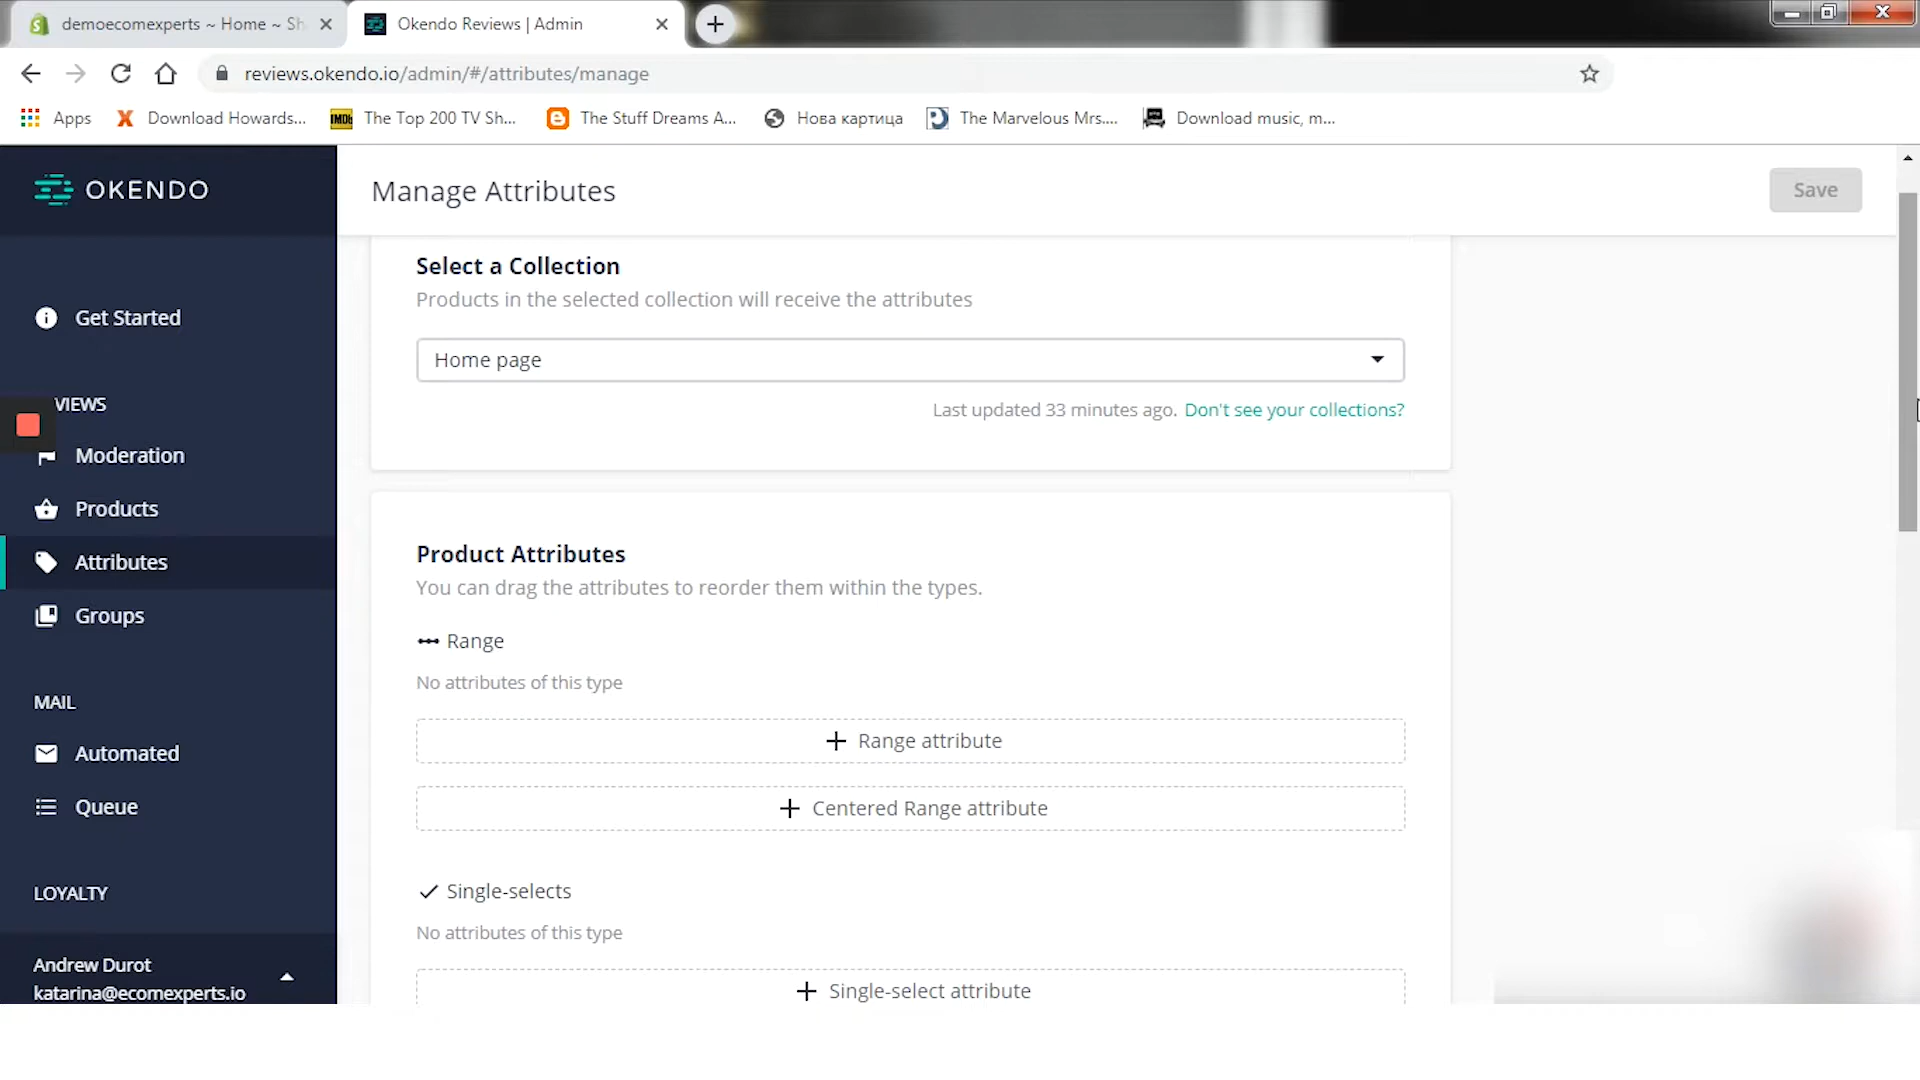 demoecomexperts ~ Home ~ Sh
Okendo Reviews | Admin
reviews.okendo.io/admin/#/attributes/manage
Apps
Download Howards...
IMDb
The Top 200 TV Sh...
The Stuff Dreams A...
Нова картица
The Marvelous Mrs....
Download music, m...
OKENDO
Manage Attributes
Save
Get Started
VIEWS
Moderation
Products
Attributes
Groups
MAIL
Automated
Queue
LOYALTY
Andrew Durot
katarina@ecomexperts.io
Select a Collection
Products in the selected collection will receive the attributes
Home page
Last updated 33 minutes ago. Don't see your collections?
Product Attributes
You can drag the attributes to reorder them within the types.
Range
No attributes of this type
+ Range attribute
+ Centered Range attribute
Single-selects
No attributes of this type
+ Single-select attribute